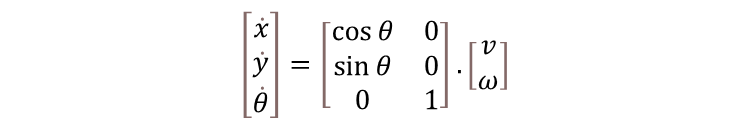 [ẋ ẏ θ̇] = [cos θ 0 sin θ 0 0 1] . [v ω]